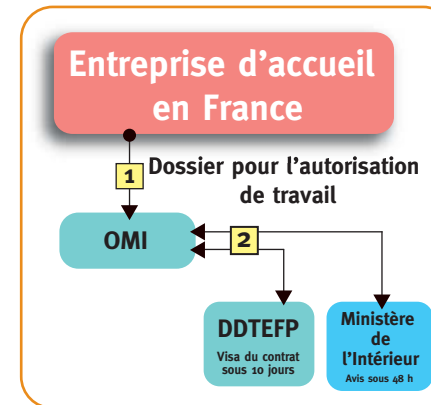 Entreprise d'accueil
en France
1
Dossier pour l'autorisation
de travail
OMI
2
DDTEFP
Visa du contrat
sous 10 jours
Ministère
de
l'Intérieur
Avis sous 48 h